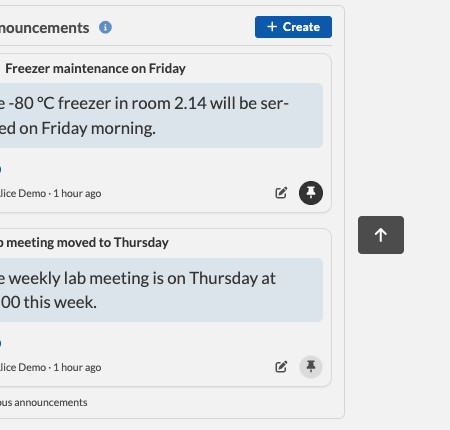 nouncements
+ Create
Freezer maintenance on Friday
e -80 °C freezer in room 2.14 will be ser-
ed on Friday morning.
lice Demo · 1 hour ago
b meeting moved to Thursday
e weekly lab meeting is on Thursday at
:00 this week.
lice Demo · 1 hour ago
ous announcements